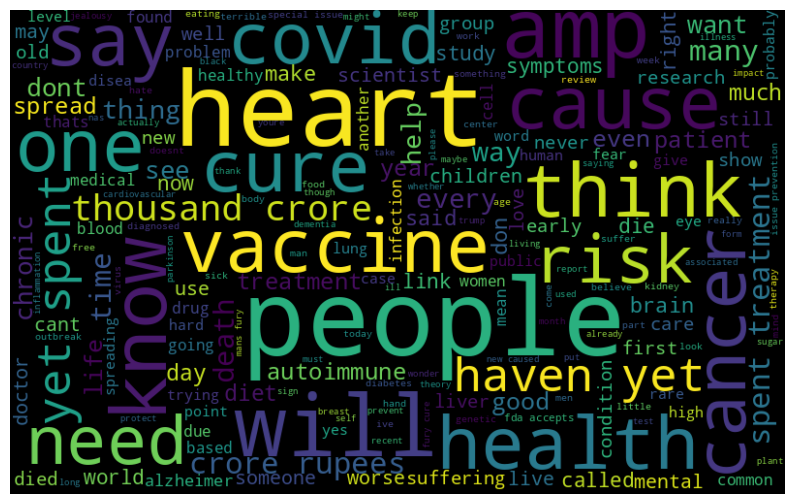 jealousy
eating
terrible
special issue
might
keep
level
found
say
covid
group
amp
want
right
probably
country
may
well
work
something
many
old
problem
black
study
illness
disea
healthy
make
scientist
symptoms
week
hate
heart
research
review
impact
dont
cause
much
spread
thing
another
help
cell
thats
nas
actually
youre
center
still
one
new
doesnt
cure
take
please
word
never
even
patient
see
way
maybe
human
fear
give
show
medical
now
thank
food
year
children
whether
saying
cardiovascular
body
though
think
thousand crore
every
age
yet spent
blood
infection
said
don
love
early
die
eye
really
issue prevention
free
diagnosed
dementia
trump
living
suffer
form
chronic
time
know
vaccine
man
lung
risk
link
women
public
report
kidney
associated
inflammation
virus
parkinson
sick
treatment
case
mean
use
ill
come
used
believe
brain
therapy
cant
drug
life
death
people
already
part
care
cancer
spent treatment
outbreak
spreading
hard
going
today
month
first
look
sugar
doctor
day
autoimmune
mans fury
must
wonder
new caused
put
haven yet
mine
trying
diet
sign
diabetes
theory
liver
good
men
rare
little
high
protect
need
point
will
hand
breast
self
prevent
health
condition
test
due
yes
genetic
fda accepts
based
fury cure
recent
crore rupees
died
long
world
alzheimer
someone
worse
suffering
live
called
mental
common
plant